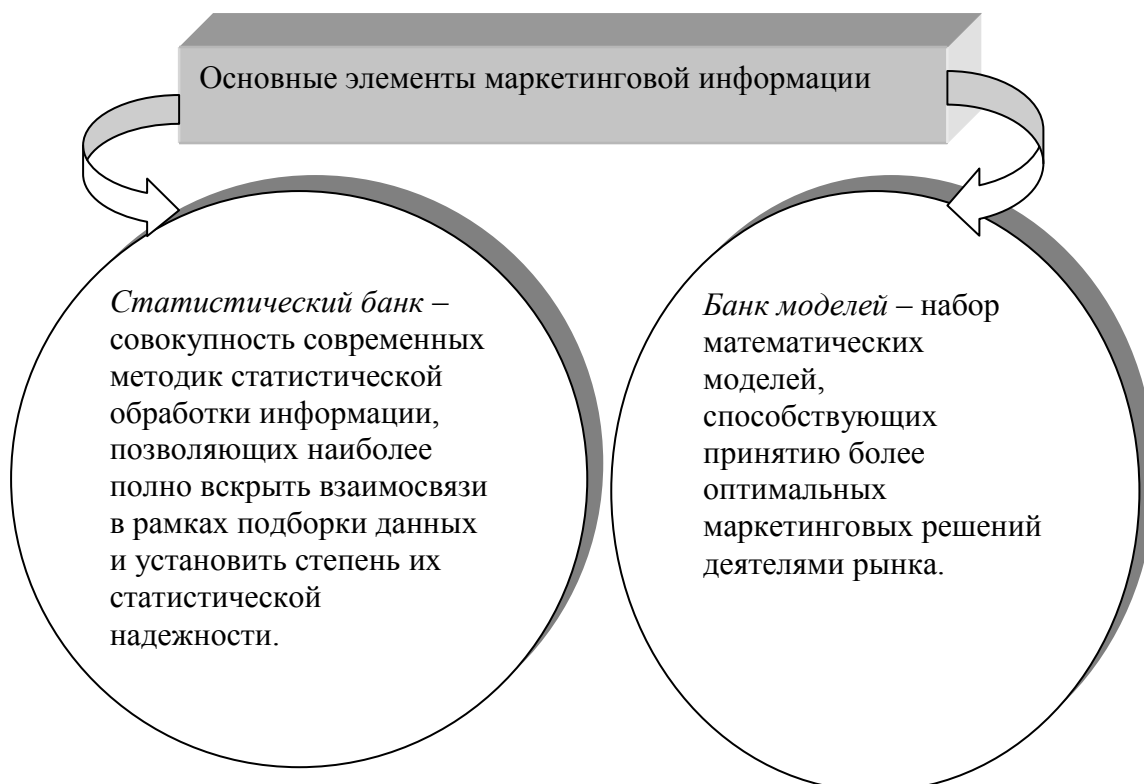 Основные элементы маркетинговой информации
Статистический банк –
совокупность современных
методик статистической
обработки информации,
позволяющих наиболее
полно вскрыть взаимосвязи
в рамках подборки данных
и установить степень их
статистической
надежности.
Банк моделей – набор
математических
моделей,
способствующих
принятию более
оптимальных
маркетинговых решений
деятелями рынка.